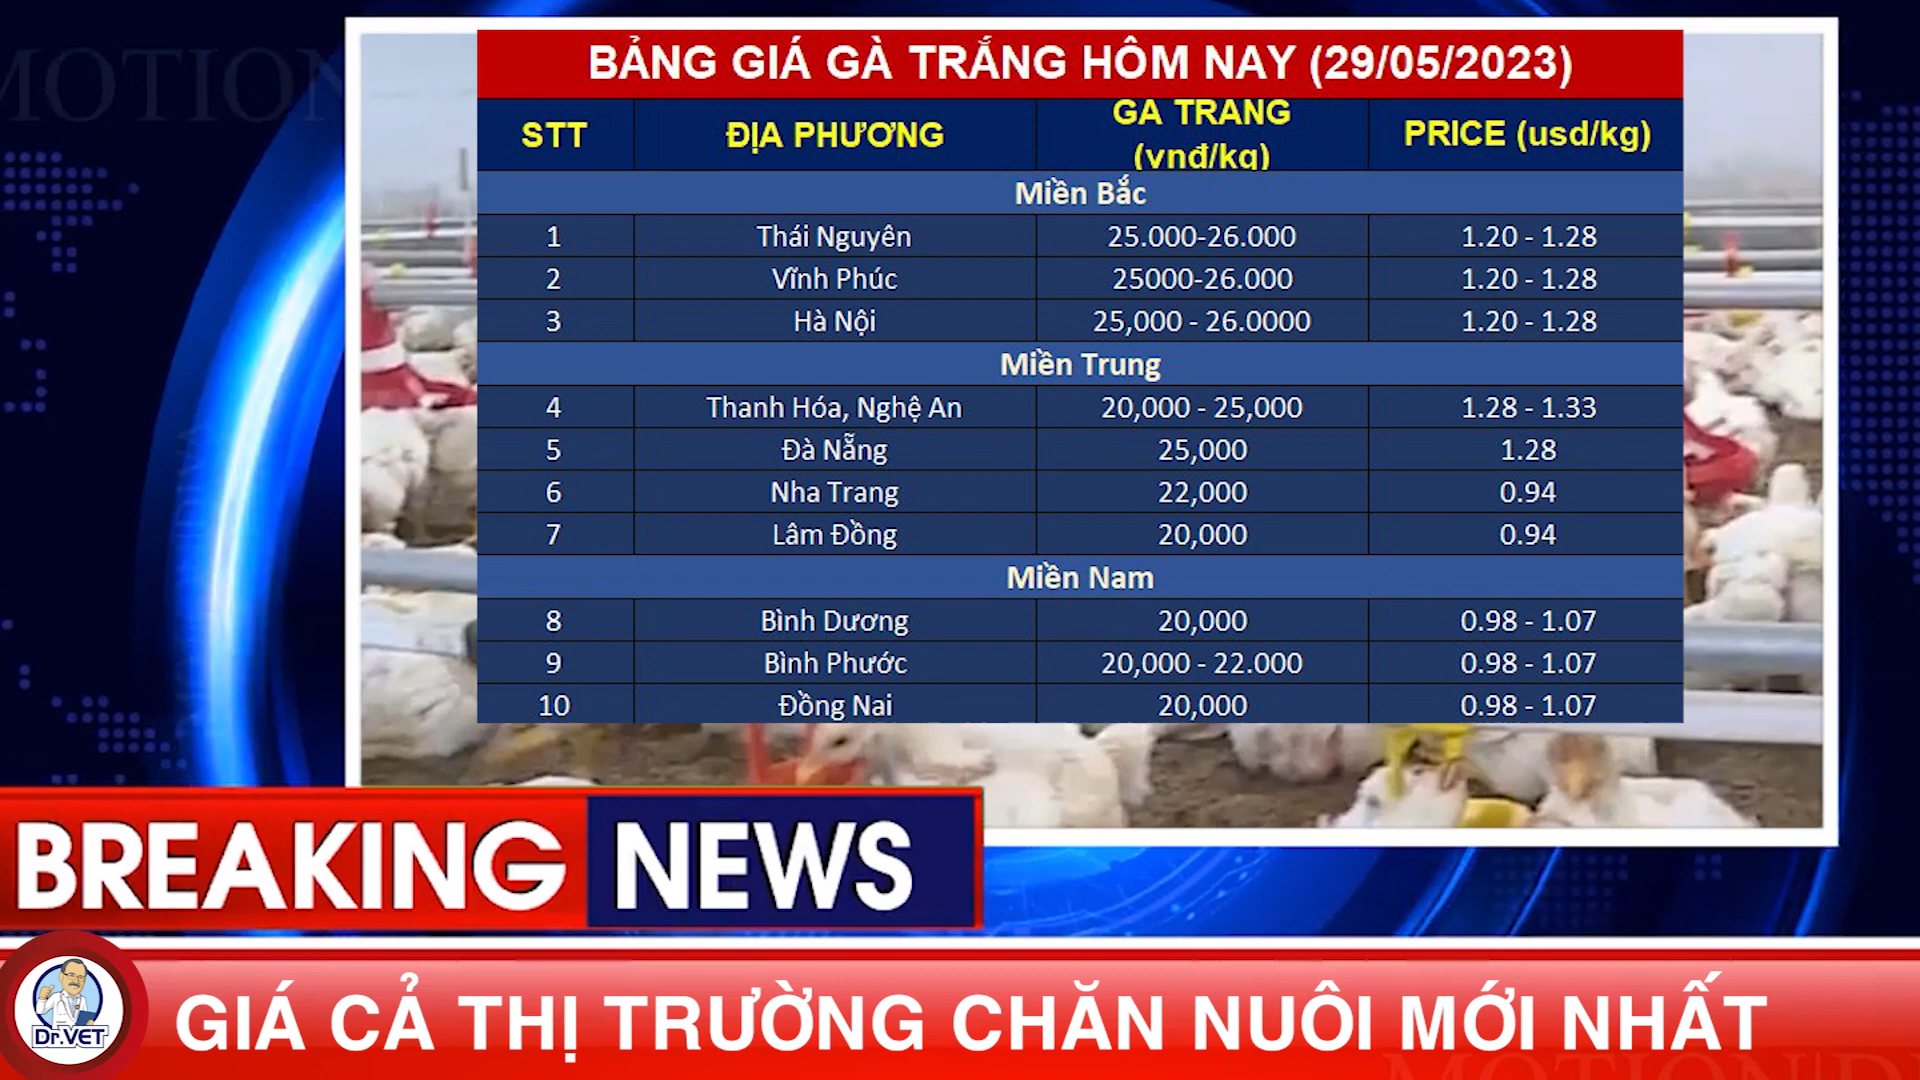 MOTION
BẢNG GIÁ GÀ TRẮNG HÔM NAY (29/05/2023)
STT ĐỊA PHƯƠNG GÀ TRẮNG (vnđ/kg) PRICE (usd/kg)
Miền Bắc
1 Thái Nguyên 25.000-26.000 1.20 - 1.28
2 Vĩnh Phúc 25000-26.000 1.20 - 1.28
3 Hà Nội 25,000 - 26.0000 1.20 - 1.28
Miền Trung
4 Thanh Hóa, Nghệ An 20,000 - 25,000 1.28 - 1.33
5 Đà Nẵng 25,000 1.28
6 Nha Trang 22,000 0.94
7 Lâm Đồng 20,000 0.94
Miền Nam
8 Bình Dương 20,000 0.98 - 1.07
9 Bình Phước 20,000 - 22.000 0.98 - 1.07
10 Đồng Nai 20,000 0.98 - 1.07
BREAKING NEWS
Dr.VET
GIÁ CẢ THỊ TRƯỜNG CHĂN NUÔI MỚI NHẤT